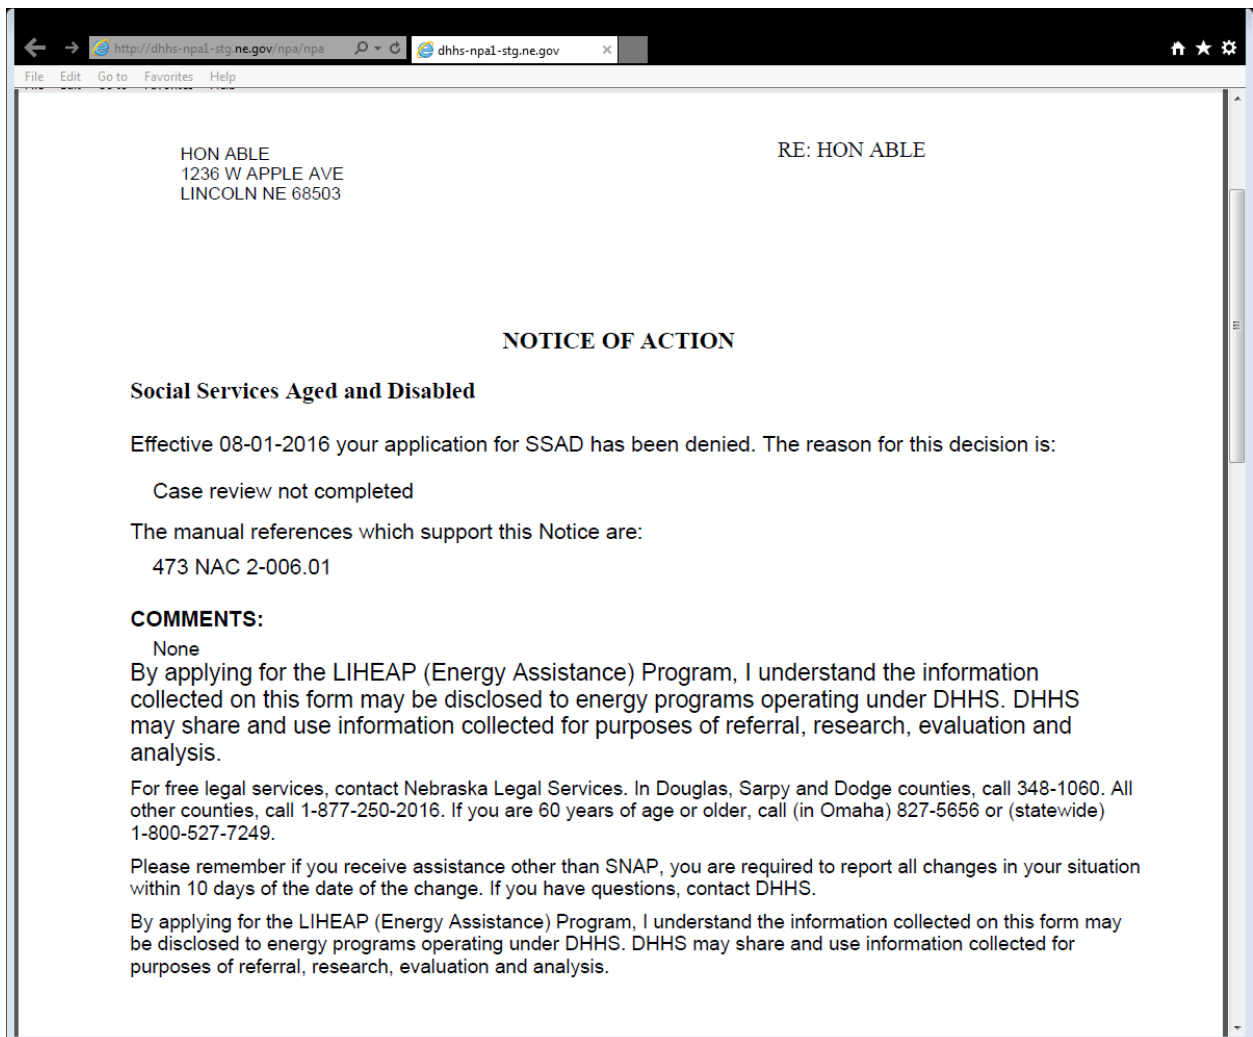 http://dhhs-npa1-stg.ne.gov/npa/npa
dhhs-npa1-stg.ne.gov
File Edit Go to Favorites Help
HON ABLE
1236 W APPLE AVE
LINCOLN NE 68503
RE: HON ABLE
NOTICE OF ACTION
Social Services Aged and Disabled
Effective 08-01-2016 your application for SSAD has been denied. The reason for this decision is:
Case review not completed
The manual references which support this Notice are:
473 NAC 2-006.01
COMMENTS:
None
By applying for the LIHEAP (Energy Assistance) Program, I understand the information
collected on this form may be disclosed to energy programs operating under DHHS. DHHS
may share and use information collected for purposes of referral, research, evaluation and
analysis.
For free legal services, contact Nebraska Legal Services. In Douglas, Sarpy and Dodge counties, call 348-1060. All
other counties, call 1-877-250-2016. If you are 60 years of age or older, call (in Omaha) 827-5656 or (statewide)
1-800-527-7249.
Please remember if you receive assistance other than SNAP, you are required to report all changes in your situation
within 10 days of the date of the change. If you have questions, contact DHHS.
By applying for the LIHEAP (Energy Assistance) Program, I understand the information collected on this form may
be disclosed to energy programs operating under DHHS. DHHS may share and use information collected for
purposes of referral, research, evaluation and analysis.